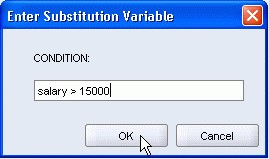 Enter Substitution Variable
CONDITION:
salary > 15000
OK
Cancel